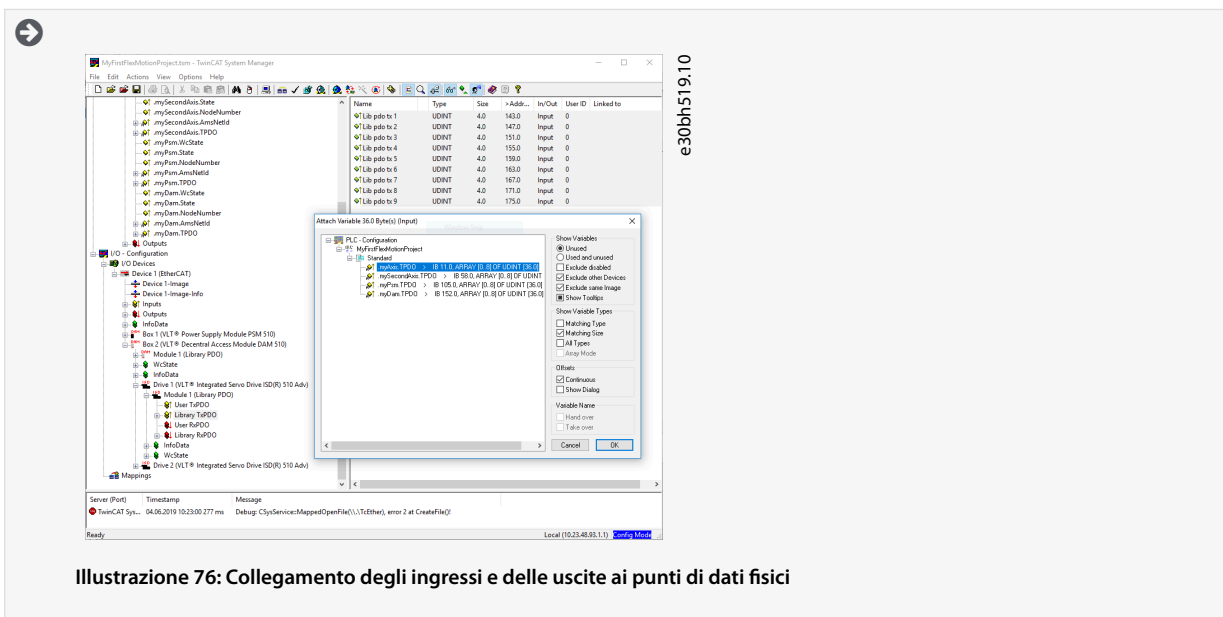 MyFirstFlexMotionProject.tsm - TwinCAT System Manager
File Edit Actions View Options Help
.mySecondAxis.State
.mySecondAxis.NodeNumber
.mySecondAxis.AmsNetId
.mySecondAxis.TPDO
.myPsm.WcState
.myPsm.State
.myPsm.NodeNumber
.myPsm.AmsNetId
.myPsm.TPDO
.myDam.WcState
.myDam.State
.myDam.NodeNumber
.myDam.AmsNetId
.myDam.TPDO
Outputs
I/O - Configuration
I/O Devices
Device 1 (EtherCAT)
Device 1-Image
Device 1-Image-Info
Inputs
Outputs
InfoData
Box 1 (VLT® Power Supply Module PSM 510)
Box 2 (VLT® Decentral Access Module DAM 510)
Module 1 (Library PDO)
WcState
InfoData
Drive 1 (VLT® Integrated Servo Drive ISD(R) 510 Adv)
Module 1 (Library PDO)
User TxPDO
Library TxPDO
User RxPDO
Library RxPDO
InfoData
WcState
Drive 2 (VLT® Integrated Servo Drive ISD(R) 510 Adv)
Mappings
Name Type Size >Addr... In/Out User ID Linked to
Lib pdo tx 1 UDINT 4.0 143.0 Input 0
Lib pdo tx 2 UDINT 4.0 147.0 Input 0
Lib pdo tx 3 UDINT 4.0 151.0 Input 0
Lib pdo tx 4 UDINT 4.0 155.0 Input 0
Lib pdo tx 5 UDINT 4.0 159.0 Input 0
Lib pdo tx 6 UDINT 4.0 163.0 Input 0
Lib pdo tx 7 UDINT 4.0 167.0 Input 0
Lib pdo tx 8 UDINT 4.0 171.0 Input 0
Lib pdo tx 9 UDINT 4.0 175.0 Input 0
Attach Variable 36.0 Byte(s) (Input)
PLC - Configuration
MyFirstFlexMotionProject
Standard
.myAxis.TPDO > IB 11.0, ARRAY [0..8] OF UDINT [36.0]
.mySecondAxis.TPDO > IB 58.0, ARRAY [0..8] OF UDINT
.myPsm.TPDO > IB 105.0, ARRAY [0..8] OF UDINT [36.0]
.myDam.TPDO > IB 152.0, ARRAY [0..8] OF UDINT [36.0]
Show Variables
Unused
Used and unused
Exclude disabled
Exclude other Devices
Exclude same Image
Show Tooltips
Show Variable Types
Matching Type
Matching Size
All Types
Array Mode
Offsets
Continuous
Show Dialog
Variable Name
Hand over
Take over
Cancel OK
Server (Port) Timestamp Message
TwinCAT Sys... 04.06.2019 10:23:00 277 ms Debug: CSysService::MappedOpenFile(\\.\TcEther), error 2 at CreateFile()!
Ready Local (10.23.48.93.1.1) Config Mode
e30bh519.10
Illustrazione 76: Collegamento degli ingressi e delle uscite ai punti di dati fisici